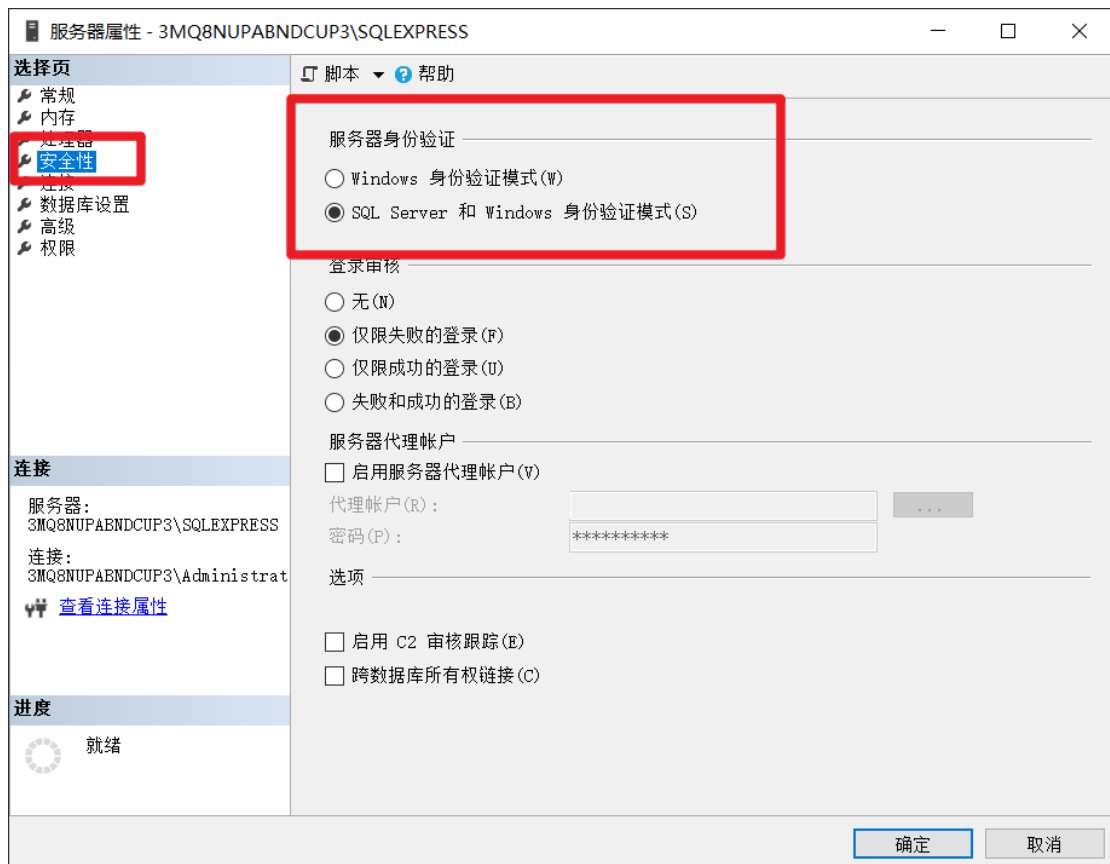 服务器属性 - 3MQ8NUPABNDCUP3\SQLEXPRESS
选择页
常规
内存
处理器
安全性
连接
数据库设置
高级
权限
脚本
帮助
服务器身份验证
Windows 身份验证模式(W)
SQL Server 和 Windows 身份验证模式(S)
登录审核
无(N)
仅限失败的登录(F)
仅限成功的登录(U)
失败和成功的登录(B)
服务器代理帐户
启用服务器代理帐户(V)
代理帐户(R):
...
密码(P):
**********
选项
启用 C2 审核跟踪(E)
跨数据库所有权链接(C)
连接
服务器:
3MQ8NUPABNDCUP3\SQLEXPRESS
连接:
3MQ8NUPABNDCUP3\Administrat
查看连接属性
进度
就绪
确定
取消